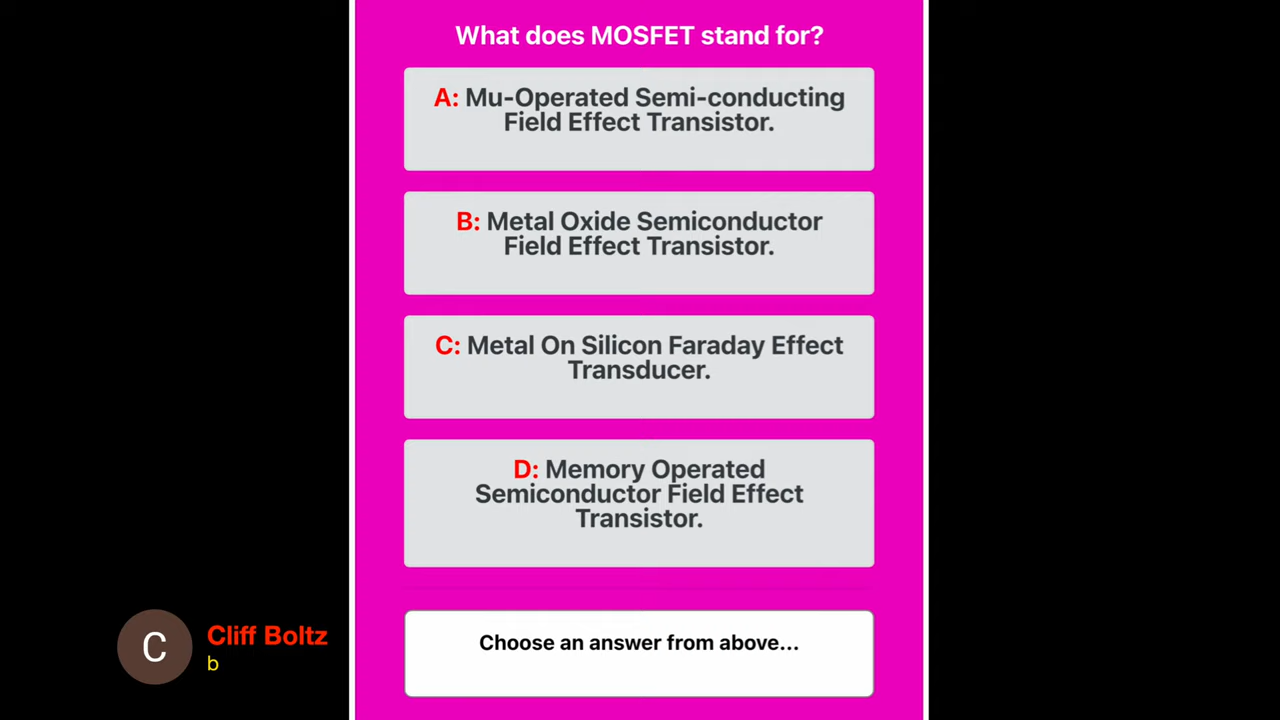 What does MOSFET stand for?
A: Mu-Operated Semi-conducting
Field Effect Transistor.
B: Metal Oxide Semiconductor
Field Effect Transistor.
C: Metal On Silicon Faraday Effect
Transducer.
D: Memory Operated
Semiconductor Field Effect
Transistor.
Choose an answer from above...
C
Cliff Boltz
b